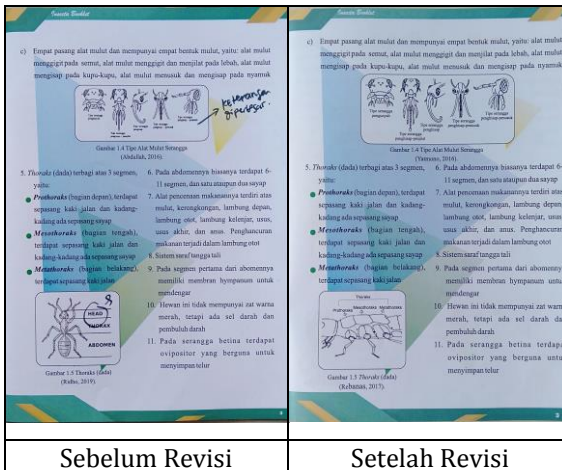 Insecta Booklet
c) Empat pasang alat mulut dan mempunyai empat bentuk mulut, yaitu: alat mulut
menggigit pada semut, alat mulut menggigit dan menjilat pada lebah, alat mulut
mengisap pada kupu-kupu, alat mulut menusuk dan mengisap pada nyamuk
keterangan
diperbesar.
Gambar 1.4 Tipe Alat Mulut Serangga
(Abdullah, 2016)
5. Thoraks (dada) terbagi atas 3 segmen,
yaitu:
Prothoraks (bagian depan), terdapat
sepasang kaki jalan dan kadang-
kadang ada sepasang sayap
Mesothoraks (bagian tengah),
terdapat sepasang kaki jalan dan
kadang-kadang ada sepasang sayap
Metathoraks (bagian belakang),
terdapat sepasang kaki jalan
HEAD
THORAX
ABDOMEN
Gambar 1.5 Thoraks (dada)
(Ridho, 2019).
6. Pada abdomennya biasanya terdapat 6-
11 segmen, dan satu ataupun dua sayap
7. Alat pencernaan makanannya terdiri atas
mulut, kerongkongan, lambung depan,
lambung otot, lambung kelenjar, usus,
usus akhir, dan anus. Penghancuran
makanan terjadi dalam lambung otot
8. Sistem saraf tangga tali
9. Pada segmen pertama dari abomennya
memiliki membran hympanum untuk
mendengar
10. Hewan ini tidak mempunyai zat warna
merah, tetapi ada sel darah dan
pembuluh darah
11. Pada serangga betina terdapat
ovipositor yang berguna untuk
menyimpan telur
4
Insecta Booklet
c) Empat pasang alat mulut dan mempunyai empat bentuk mulut, yaitu: alat mulut
menggigit pada semut, alat mulut menggigit dan menjilat pada lebah, alat mulut
mengisap pada kupu-kupu, alat mulut menusuk dan mengisap pada nyamuk
Gambar 1.4 Tipe Alat Mulut Serangga
(Yasnono, 2016)
5. Thoraks (dada) terbagi atas 3 segmen,
yaitu:
Prothoraks (bagian depan), terdapat
sepasang kaki jalan dan kadang-
kadang ada sepasang sayap
Mesothoraks (bagian tengah),
terdapat sepasang kaki jalan dan
kadang-kadang ada sepasang sayap
Metathoraks (bagian belakang),
terdapat sepasang kaki jalan
Thoraks
Prothoraks Mesothoraks Metathoraks
Gambar 1.5 Thoraks (dada)
(Rebanas, 2017).
6. Pada abdomennya biasanya terdapat 6-
11 segmen, dan satu ataupun dua sayap
7. Alat pencernaan makanannya terdiri atas
mulut, kerongkongan, lambung depan
lambung otot, lambung kelenjar, usus
usus akhir, dan anus. Penghancuran
makanan terjadi dalam lambung otot
8. Sistem saraf tangga tali
9. Pada segmen pertama dari abomennya
memiliki membran hympanum untu
mendengar
10. Hewan ini tidak mempunyai zat warn
merah, tetapi ada sel darah da
pembuluh darah
11. Pada serangga betina terdapa
ovipositor yang berguna untu
menyimpan telur
3
Sebelum Revisi
Setelah Revisi